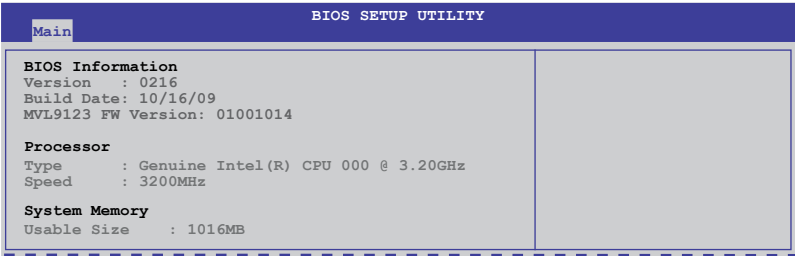 BIOS SETUP UTILITY
Main
BIOS Information
Version : 0216
Build Date: 10/16/09
MVL9123 FW Version: 01001014
Processor
Type : Genuine Intel(R) CPU 000 @ 3.20GHz
Speed : 3200MHz
System Memory
Usable Size : 1016MB